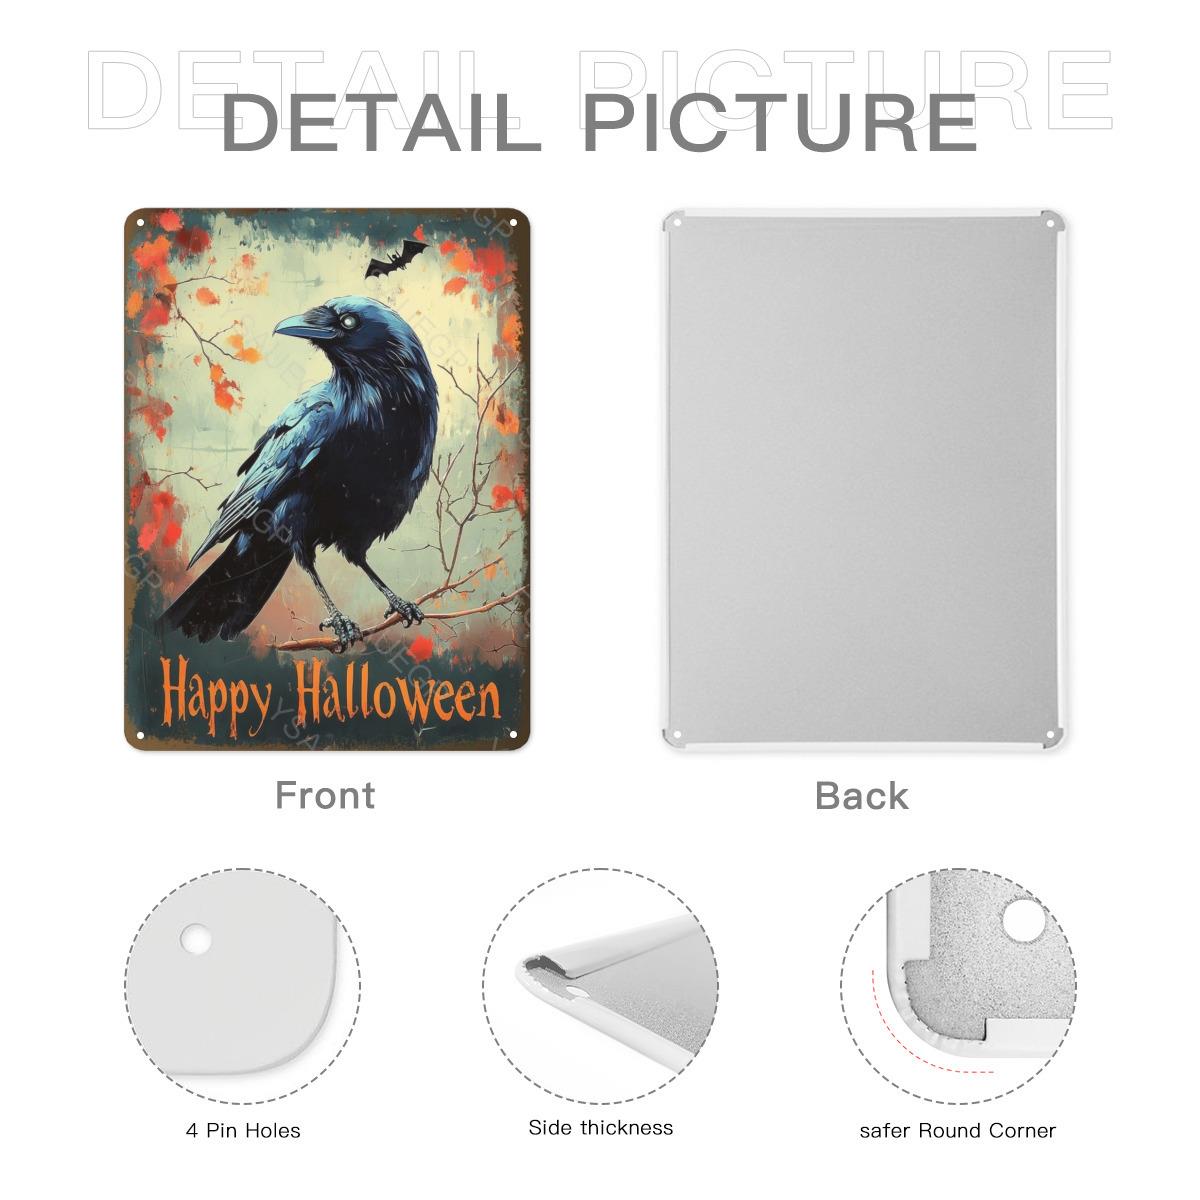 DETAIL PICTURE
DETAIL PICTURE
Happy Halloween
Front
Back
4 Pin Holes
Side thickness
safer Round Corner